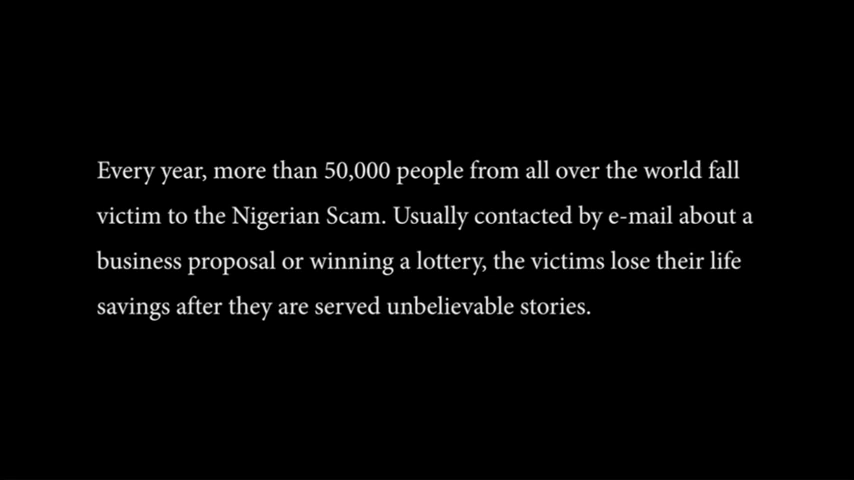 Every year, more than 50,000 people from all over the world fall
victim to the Nigerian Scam. Usually contacted by e-mail about a
business proposal or winning a lottery, the victims lose their life
savings after they are served unbelievable stories.